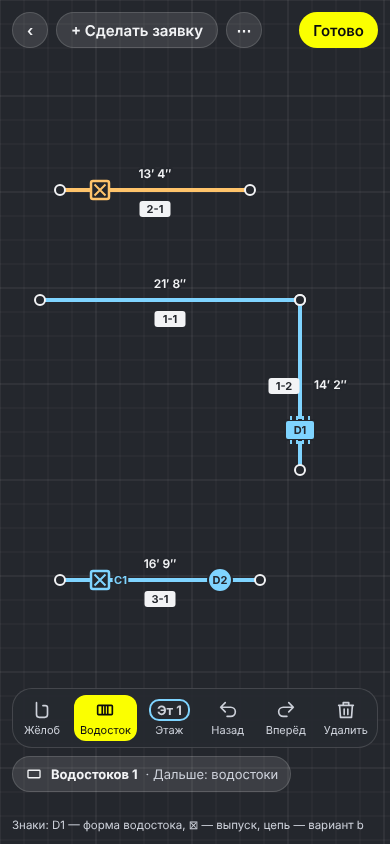 ‹ + Сделать заявку ··· Готово
13′ 4″
2-1
21′ 8″
1-1
1-2 14′ 2″
D1
16′ 9″
C1 D2
3-1
Эт 1
Жёлоб Водосток Этаж Назад Вперёд Удалить
Водостоков 1 · Дальше: водостоки
Знаки: D1 — форма водостока, ⊠ — выпуск, цепь — вариант b